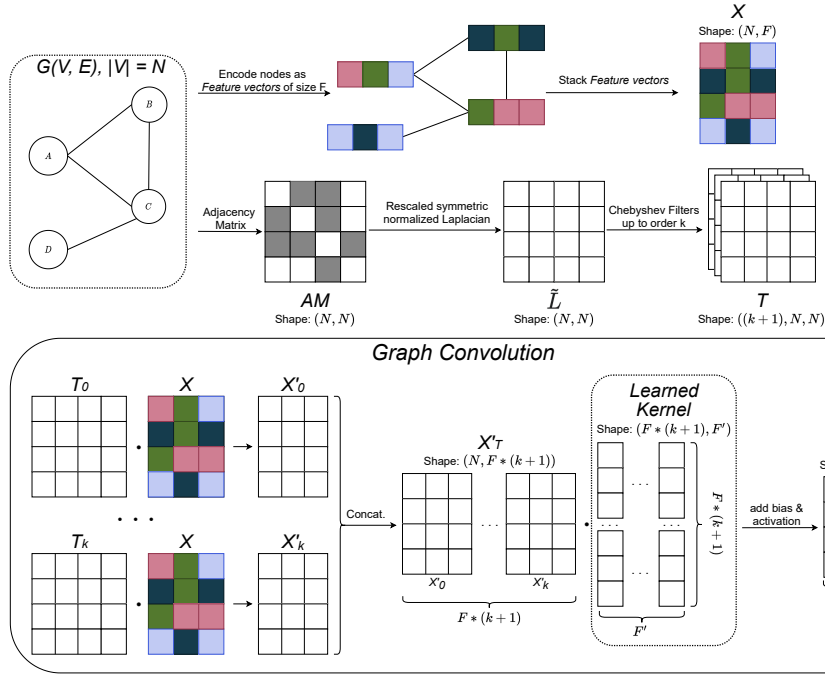 G(V, E), |V| = N
A
B
C
D
Encode nodes as
Feature vectors of size F
Stack Feature vectors
X
Shape: (N, F)
Adjacency
Matrix
AM
Shape: (N, N)
Rescaled symmetric
normalized Laplacian
L̃
Shape: (N, N)
Chebyshev Filters
up to order k
T
Shape: ((k + 1), N, N)
Graph Convolution
T₀
X
X'₀
Tₖ
X
X'ₖ
Concat.
X'ᴛ
Shape: (N, F * (k + 1))
X'₀
X'ₖ
F * (k + 1)
Learned
Kernel
Shape: (F * (k + 1), F')
F * (k + 1)
F'
add bias &
activation
S